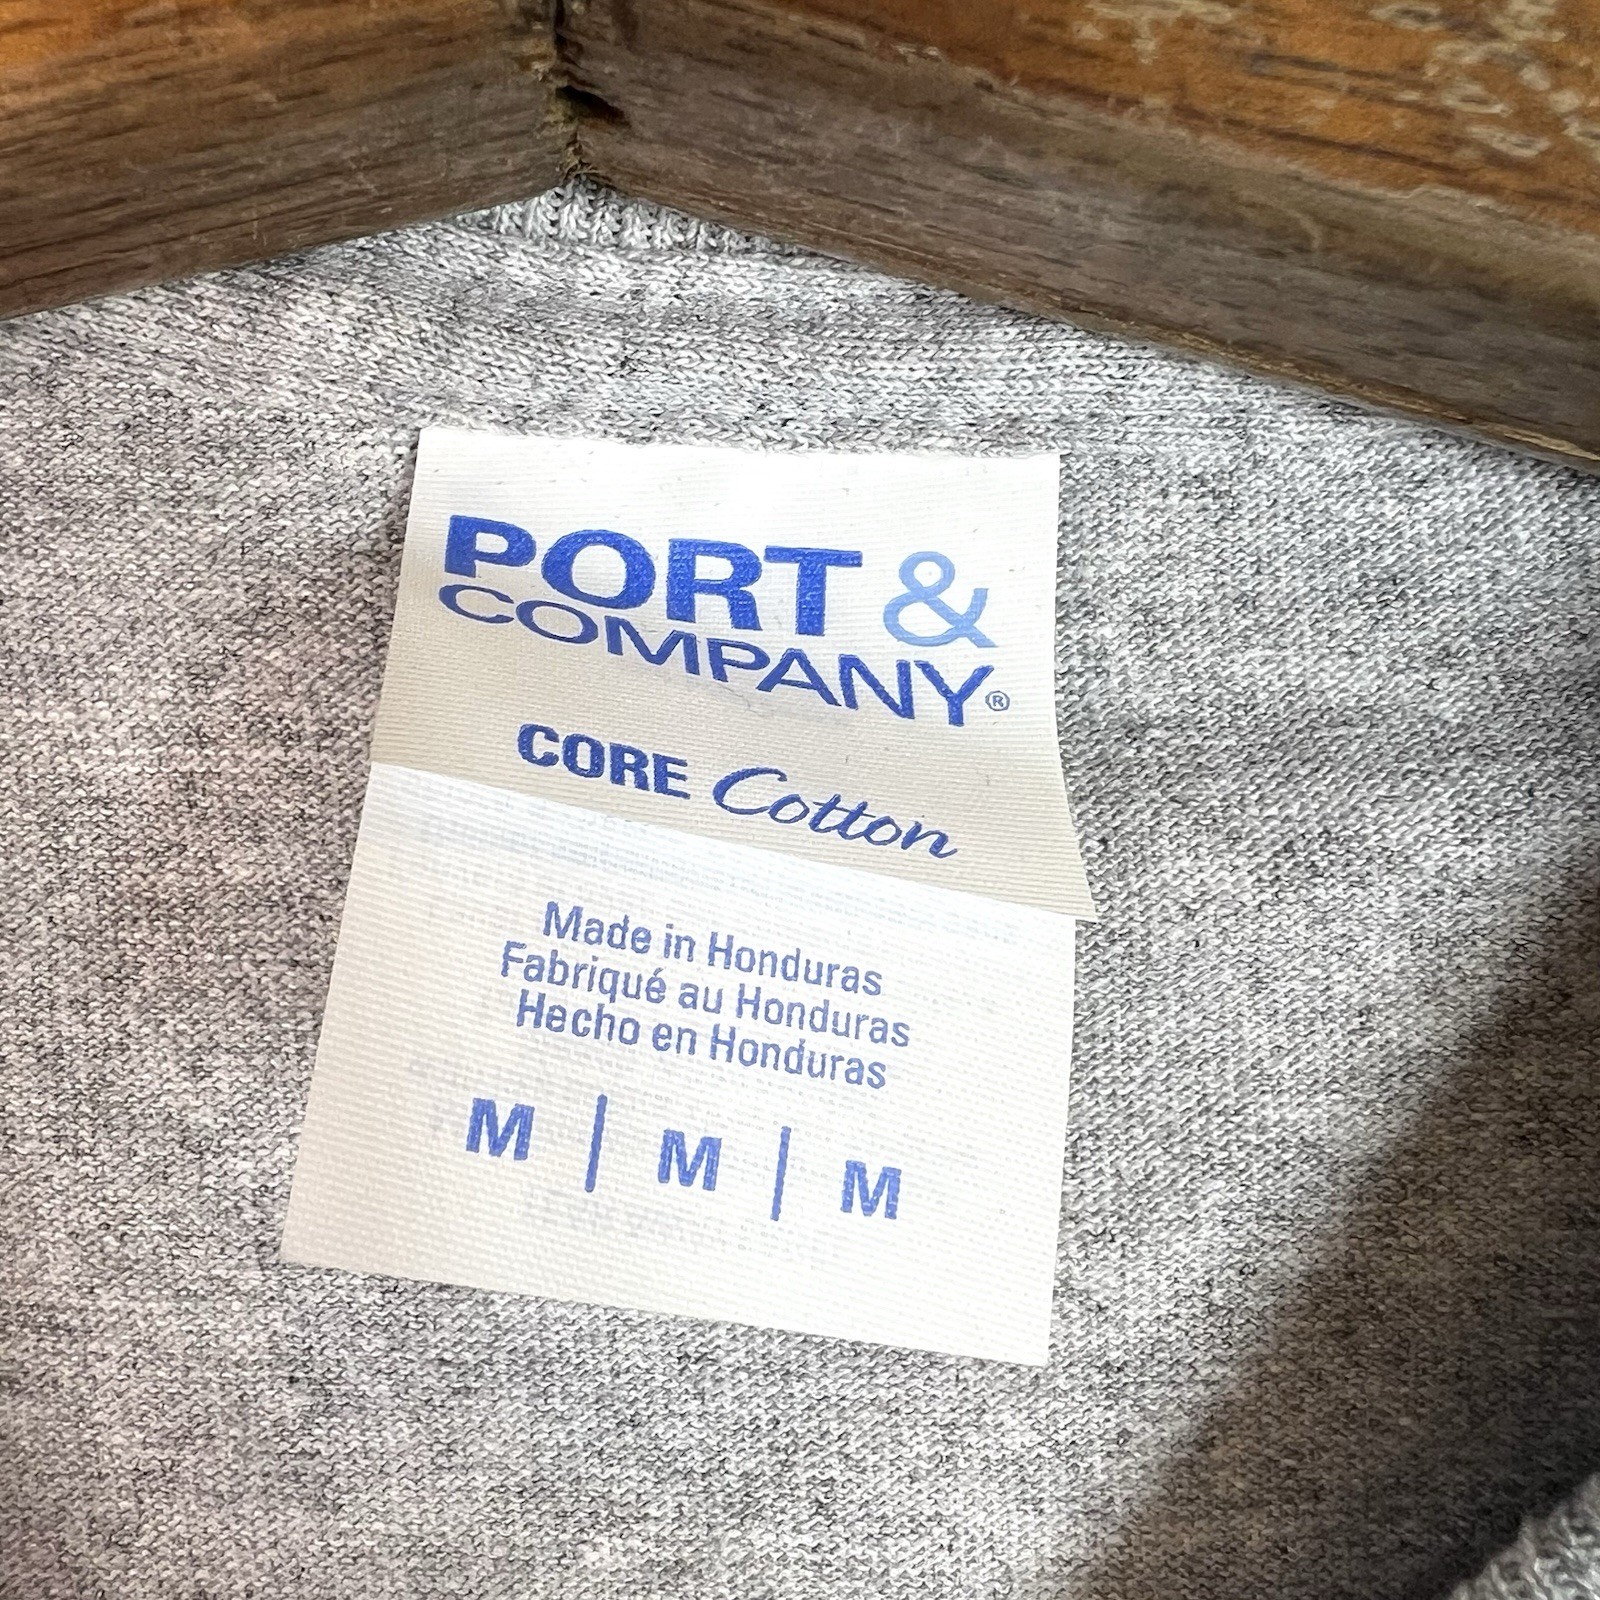 PORT &
COMPANY®
CORE Cotton
Made in Honduras
Fabriqué au Honduras
Hecho en Honduras
M | M | M